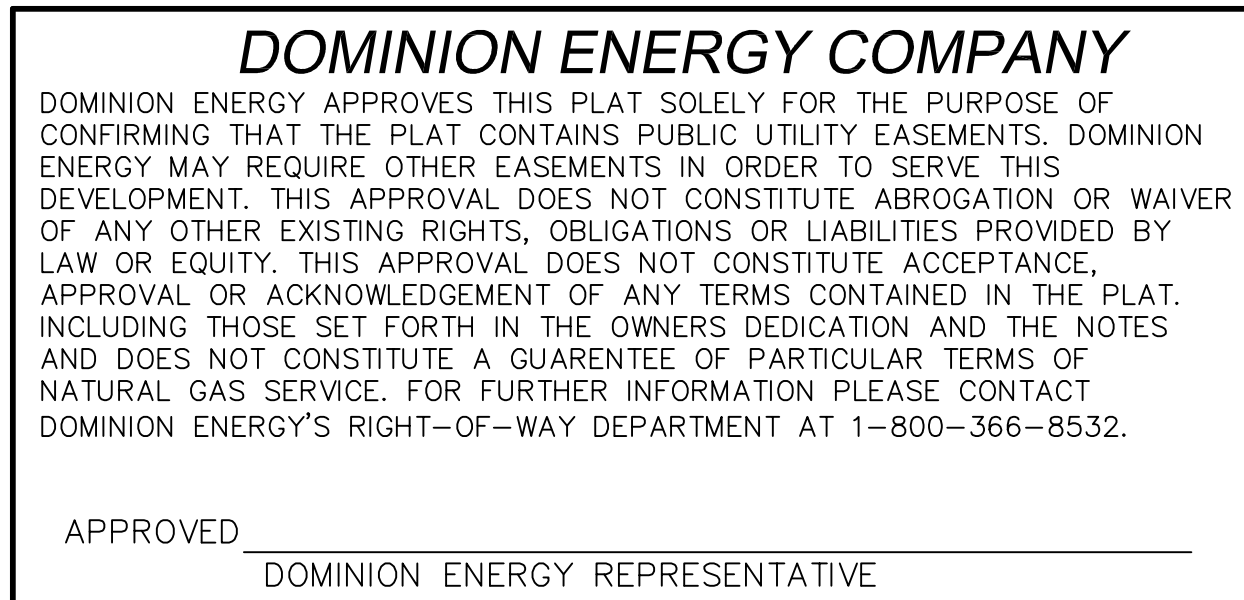 DOMINION ENERGY COMPANY
DOMINION ENERGY APPROVES THIS PLAT SOLELY FOR THE PURPOSE OF
CONFIRMING THAT THE PLAT CONTAINS PUBLIC UTILITY EASEMENTS. DOMINION
ENERGY MAY REQUIRE OTHER EASEMENTS IN ORDER TO SERVE THIS
DEVELOPMENT. THIS APPROVAL DOES NOT CONSTITUTE ABROGATION OR WAIVER
OF ANY OTHER EXISTING RIGHTS, OBLIGATIONS OR LIABILITIES PROVIDED BY
LAW OR EQUITY. THIS APPROVAL DOES NOT CONSTITUTE ACCEPTANCE,
APPROVAL OR ACKNOWLEDGEMENT OF ANY TERMS CONTAINED IN THE PLAT.
INCLUDING THOSE SET FORTH IN THE OWNERS DEDICATION AND THE NOTES
AND DOES NOT CONSTITUTE A GUARENTEE OF PARTICULAR TERMS OF
NATURAL GAS SERVICE. FOR FURTHER INFORMATION PLEASE CONTACT
DOMINION ENERGY'S RIGHT-OF-WAY DEPARTMENT AT 1-800-366-8532.
APPROVED
DOMINION ENERGY REPRESENTATIVE